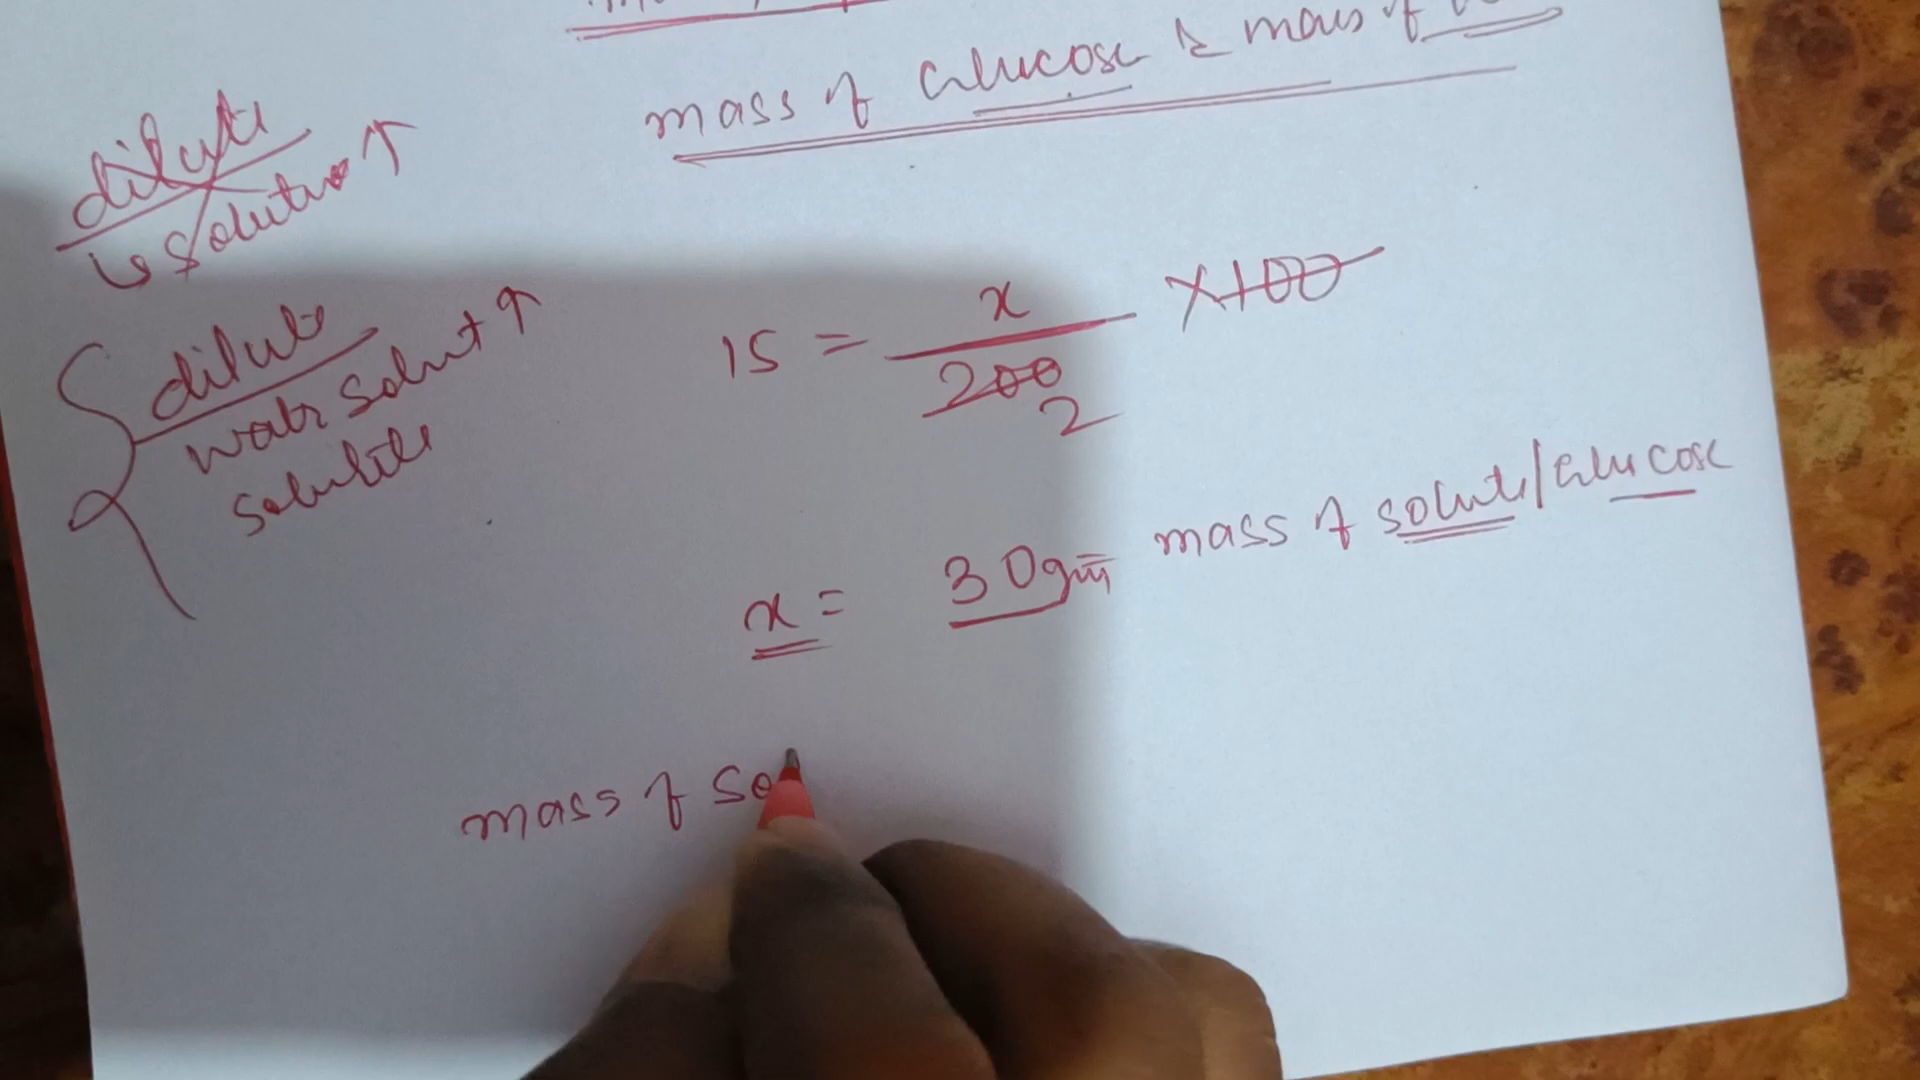 mass of Glucose & mass of
dilute
↳ solution ↑
dilute
water solvent ↑
solute
15 = x/200 × 100
2
x = 30gm mass of solute/Glucose
mass of so